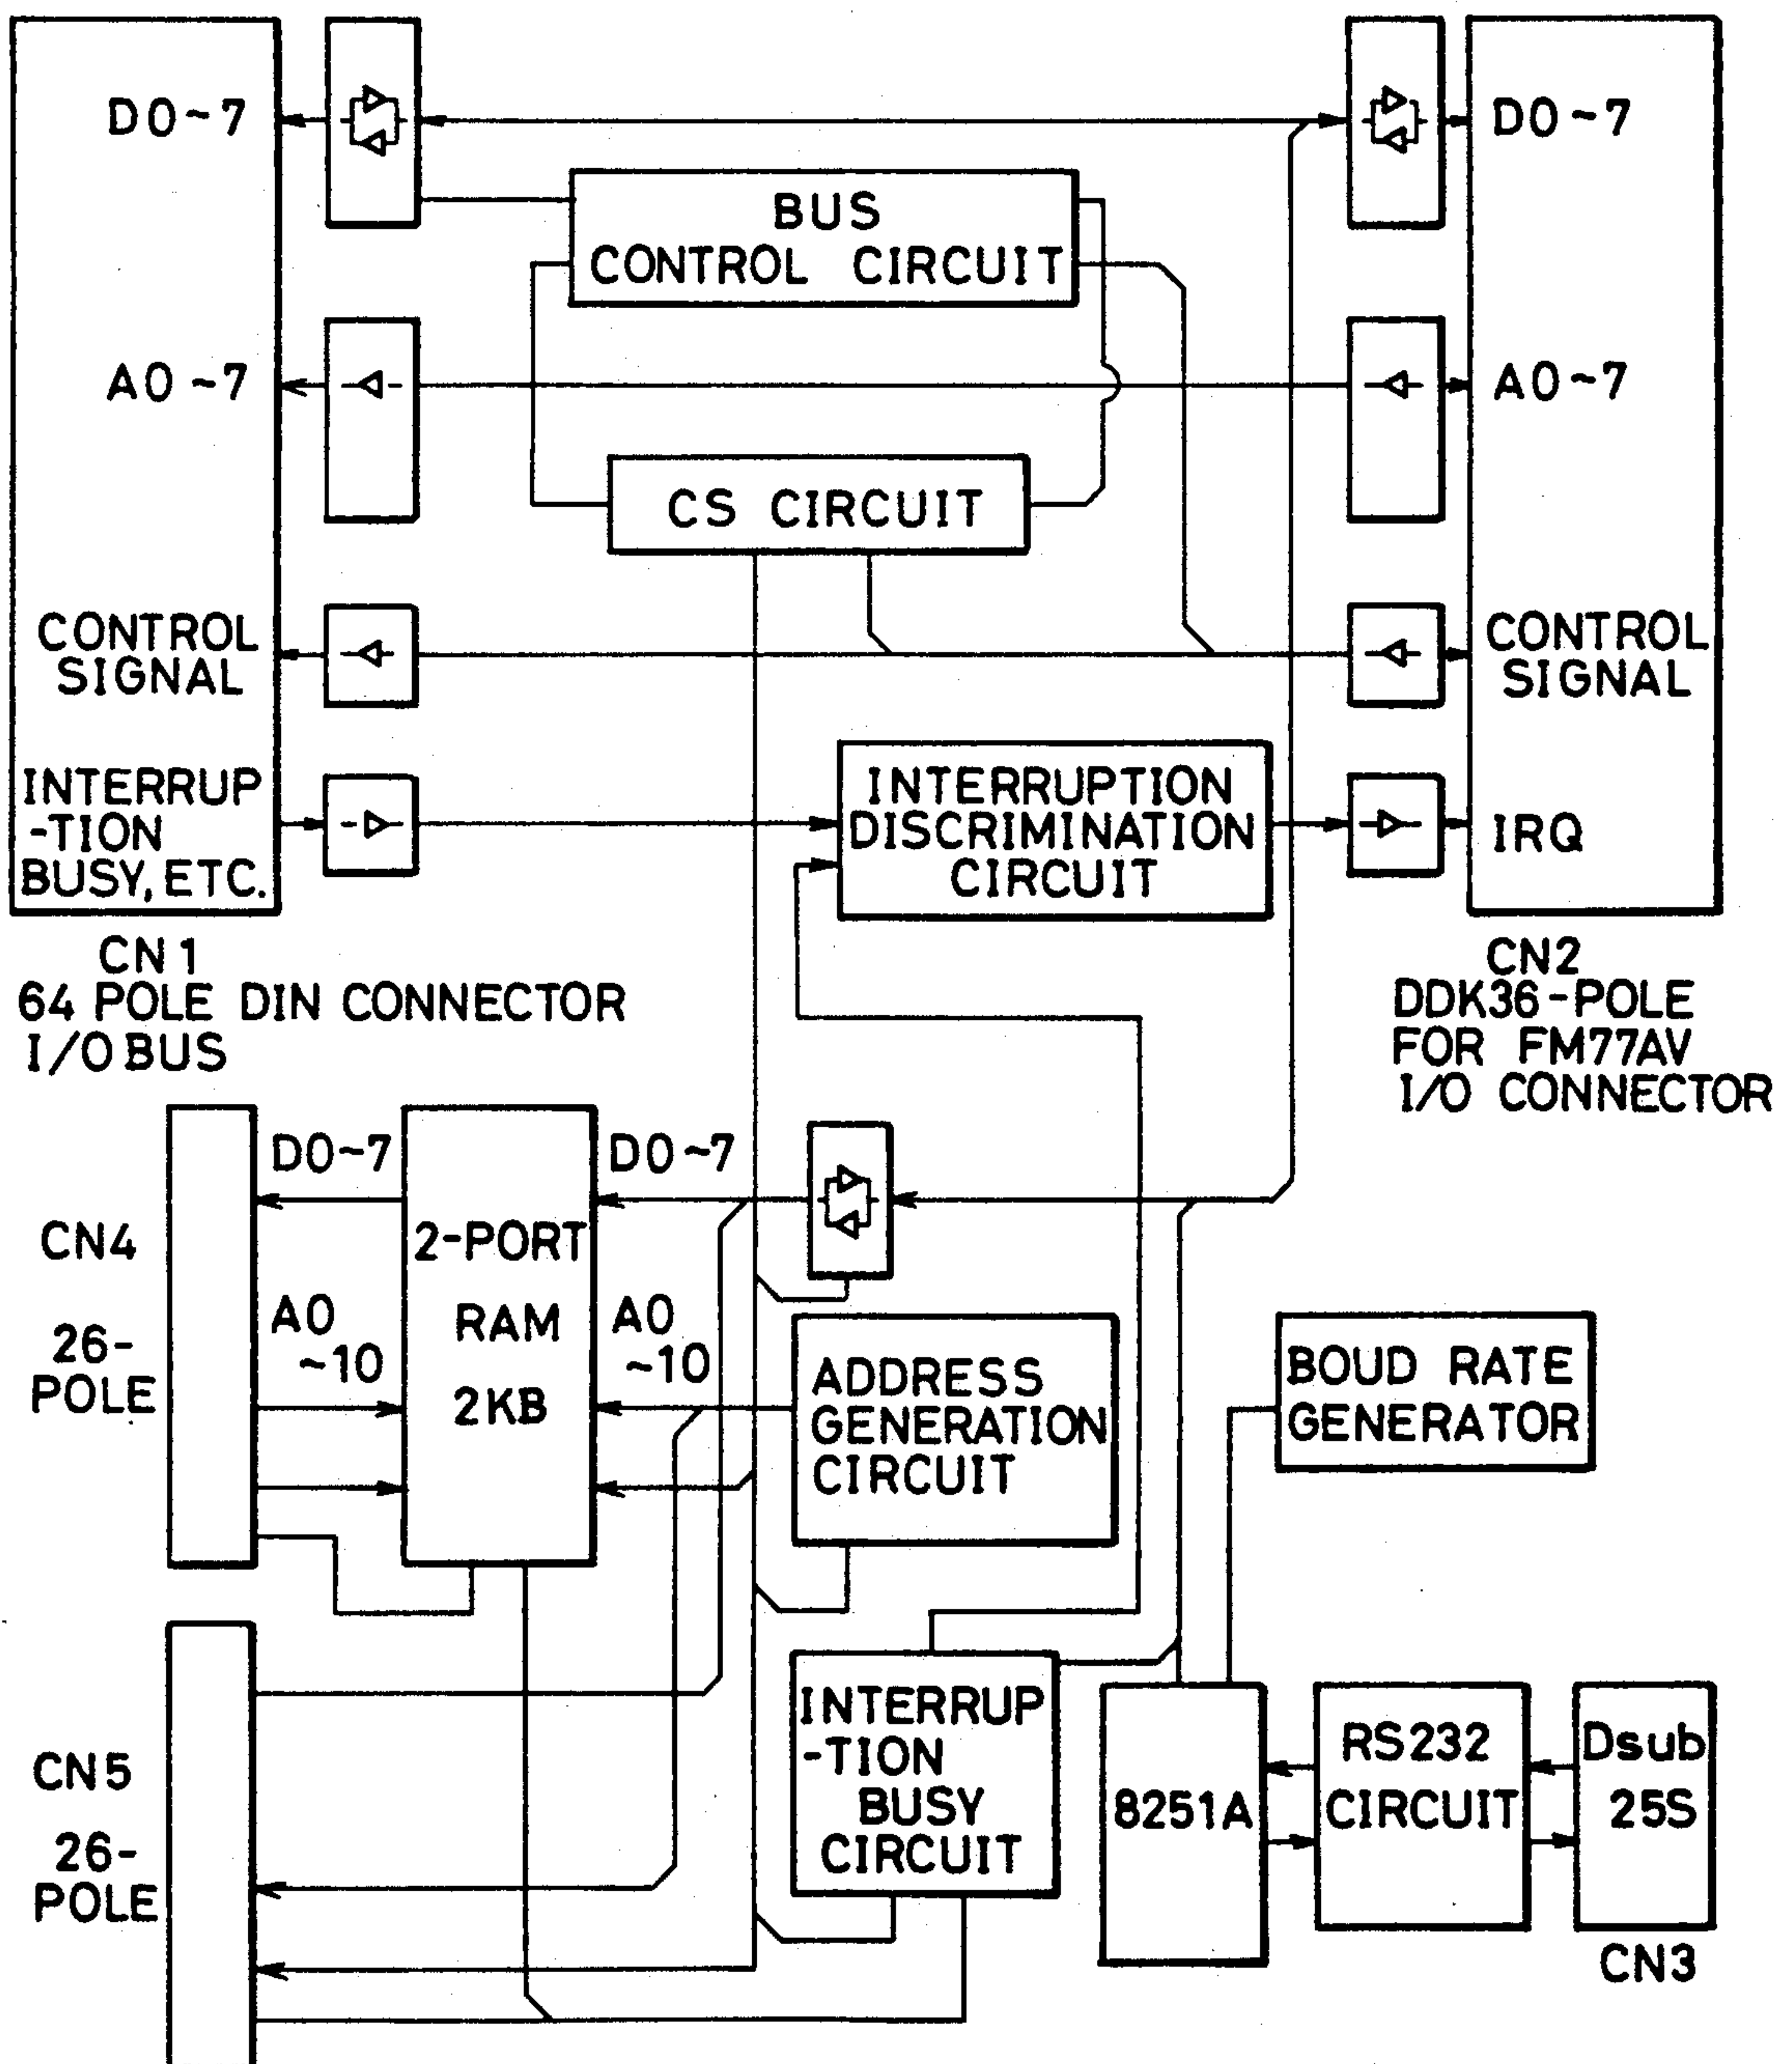 D0~7
D0~7
BUS
CONTROL CIRCUIT
A0~7
A0~7
CS CIRCUIT
CONTROL
SIGNAL
CONTROL
SIGNAL
INTERRUP
-TION
BUSY, ETC.
INTERRUPTION
DISCRIMINATION
CIRCUIT
IRQ
CN1
64 POLE DIN CONNECTOR
I/O BUS
CN2
DDK36-POLE
FOR FM77AV
I/O CONNECTOR
CN4
26-
POLE
D0~7
A0
~10
2-PORT
RAM
2KB
D0~7
A0
~10
ADDRESS
GENERATION
CIRCUIT
BOUD RATE
GENERATOR
CN5
26-
POLE
INTERRUP
-TION
BUSY
CIRCUIT
8251A
RS232
CIRCUIT
Dsub
25S
CN3